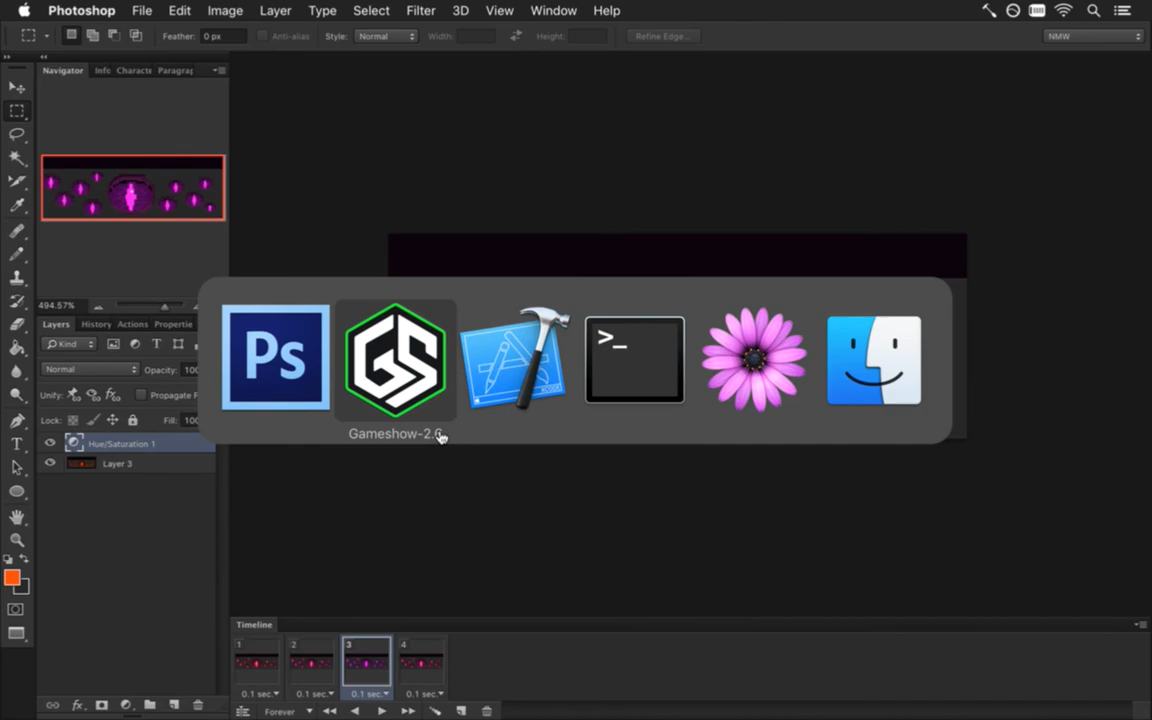 Photoshop File Edit Image Layer Type Select Filter 3D View Window Help
Feather: 0 px Anti-alias Style: Normal Width: Height: Refine Edge... NMW
Navigator Info Characte Paragrap
494.57%
Layers History Actions Propertie
Kind
Normal Opacity: 100
Unify: Propagate F
Lock: Fill: 100
Hue/Saturation 1
Layer 3
Ps GS >_
XCODE
Gameshow-2.6
Timeline
1 2 3 4
0.1 sec. 0.1 sec. 0.1 sec. 0.1 sec.
Forever